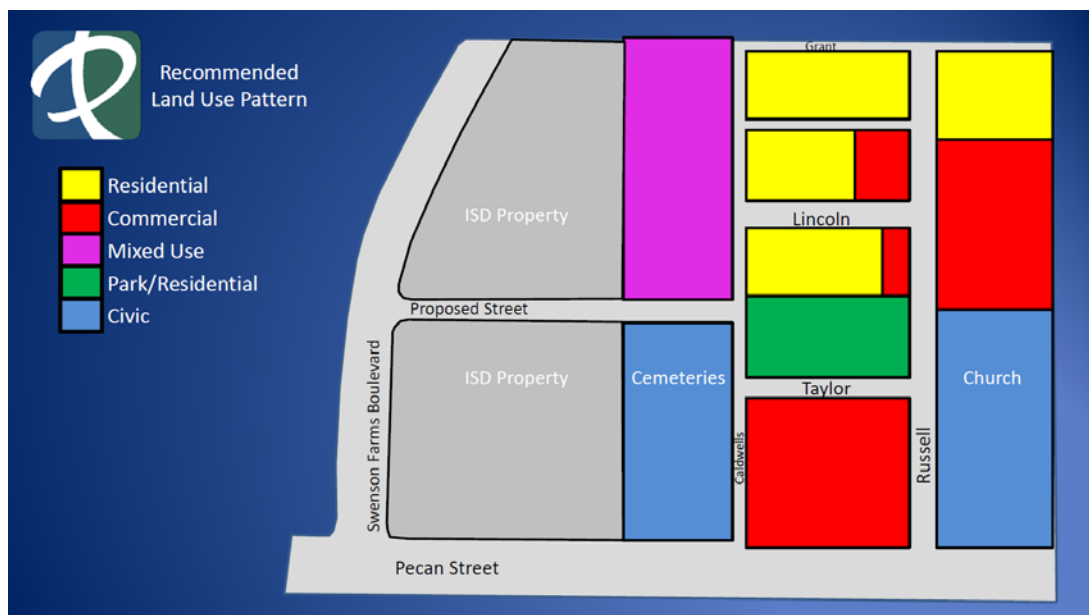 Recommended
Land Use Pattern
Residential
Commercial
Mixed Use
Park/Residential
Civic
Grant
ISD Property
Lincoln
Proposed Street
ISD Property
Cemeteries
Church
Taylor
Swenson Farms Boulevard
Caldwells
Russell
Pecan Street